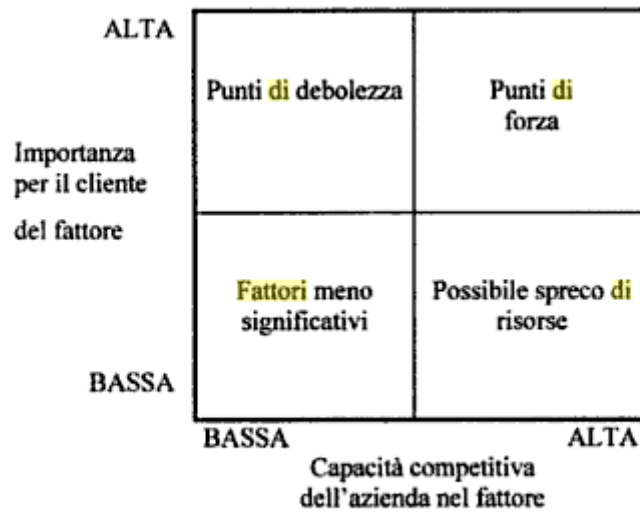 ALTA
Punti di debolezza
Punti di
forza
Importanza
per il cliente
del fattore
Fattori meno
significativi
Possibile spreco di
risorse
BASSA
BASSA
ALTA
Capacità competitiva
dell'azienda nel fattore